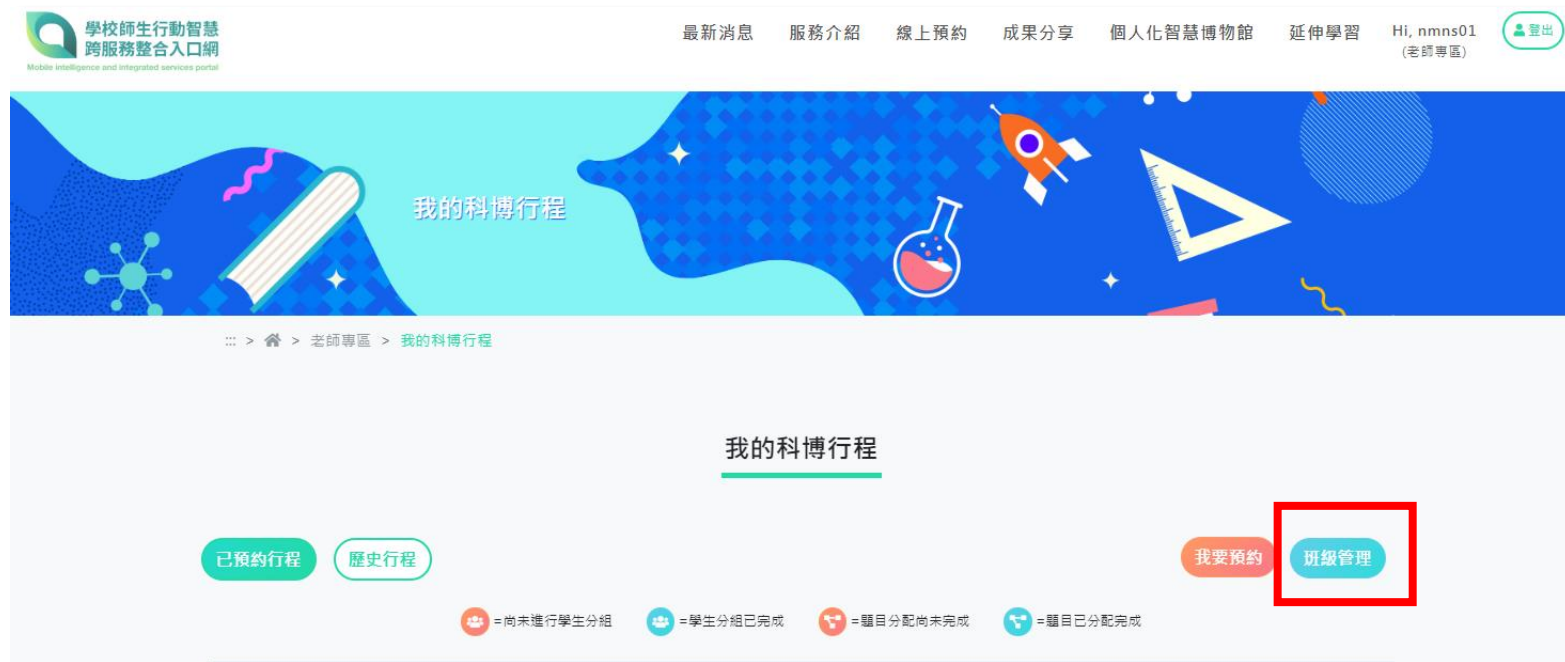 學校師生行動智慧
跨服務整合入口網
Mobile intelligence and integrated services portal
最新消息 服務介紹 線上預約 成果分享 個人化智慧博物館 延伸學習 Hi, nmns01 登出
(老師專區)
我的科博行程
::: > > 老師專區 > 我的科博行程
我的科博行程
已預約行程 歷史行程 我要預約 班級管理
=尚未進行學生分組 =學生分組已完成 =題目分配尚未完成 =題目已分配完成